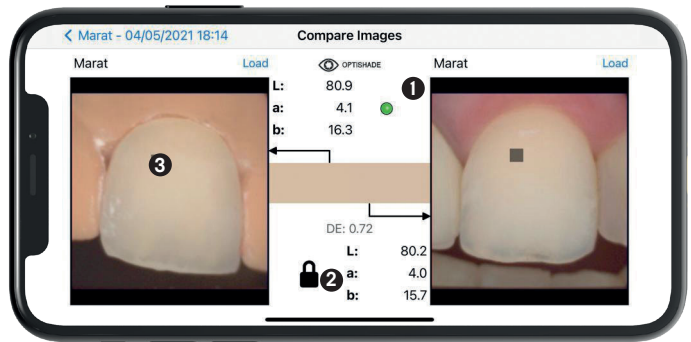 Marat - 04/05/2021 18:14
Compare Images
Marat
Load
OPTISHADE
Marat
Load
L: 80.9
a: 4.1
b: 16.3
1
3
DE: 0.72
L: 80.2
a: 4.0
b: 15.7
2